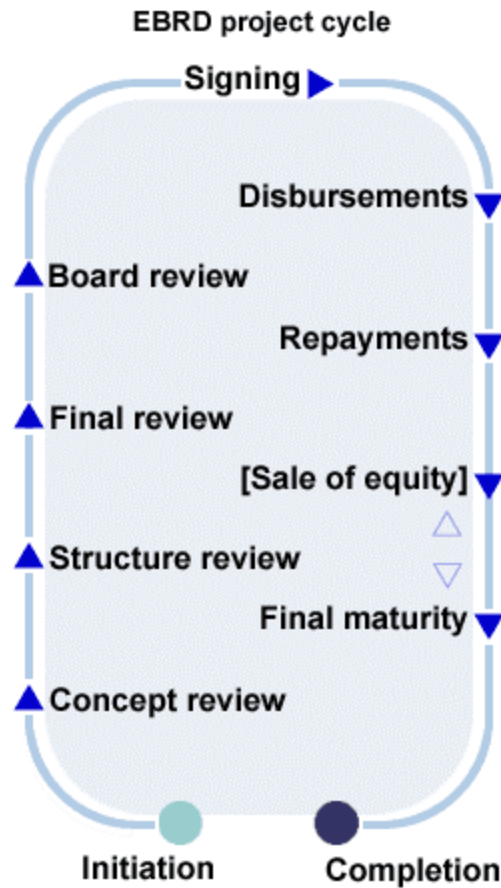 EBRD project cycle
Signing
Disbursements
Board review
Repayments
Final review
[Sale of equity]
Structure review
Final maturity
Concept review
Initiation
Completion